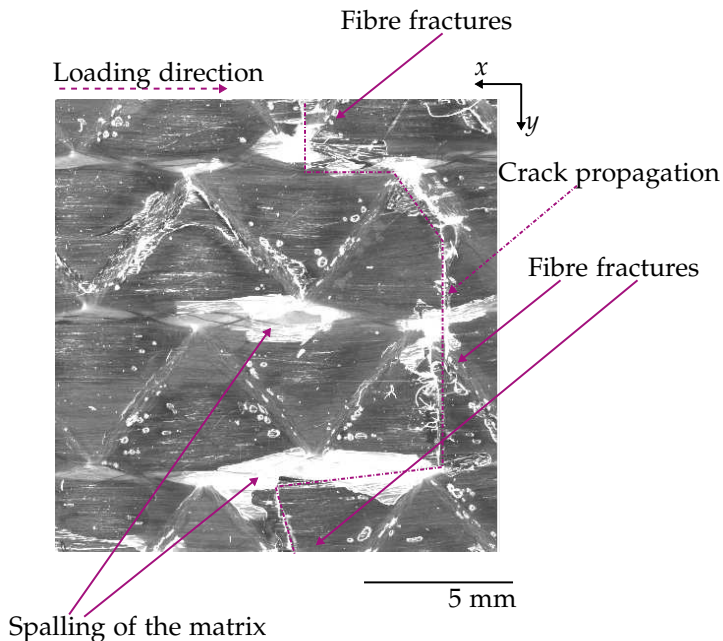 Fibre fractures
Loading direction
x
y
Crack propagation
Fibre fractures
5 mm
Spalling of the matrix